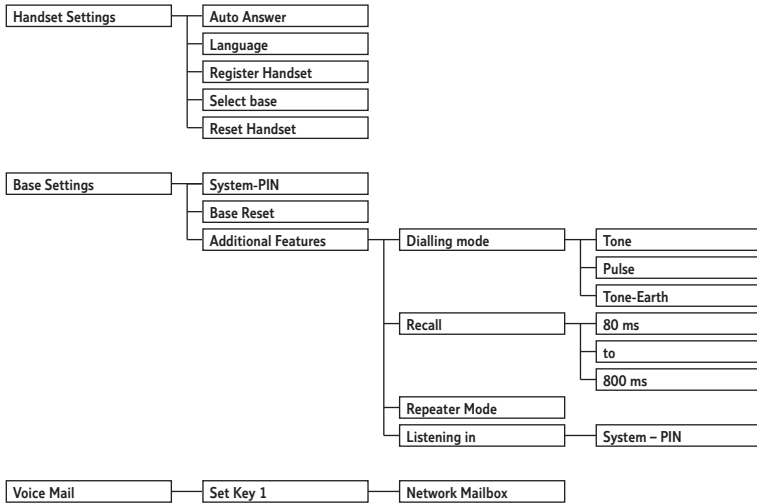 Handset Settings
Auto Answer
Language
Register Handset
Select base
Reset Handset
Base Settings
System-PIN
Base Reset
Additional Features
Dialling mode
Tone
Pulse
Tone-Earth
Recall
80 ms
to
800 ms
Repeater Mode
Listening in
System – PIN
Voice Mail
Set Key 1
Network Mailbox